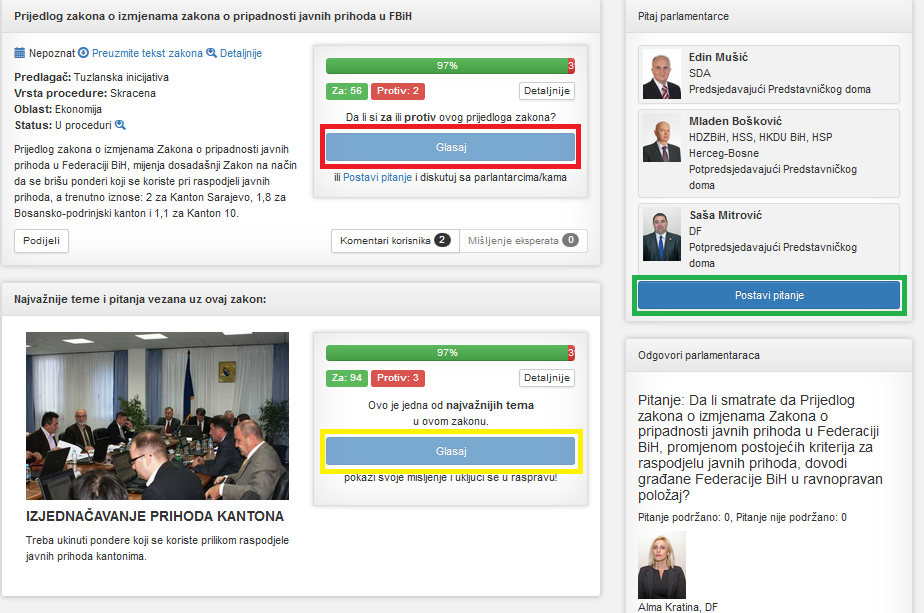 Prijedlog zakona o izmjenama zakona o pripadnosti javnih prihoda u FBiH
Nepoznat Preuzmite tekst zakona Detaljnije
Predlagač: Tuzlanska inicijativa
Vrsta procedure: Skracena
Oblast: Ekonomija
Status: U proceduri
Prijedlog zakona o izmjenama Zakona o pripadnosti javnih
prihoda u Federaciji BiH, mijenja dosadašnji Zakon na način
da se brišu ponderi koji se koriste pri raspodjeli javnih
prihoda, a trenutno iznose: 2 za Kanton Sarajevo, 1,8 za
Bosansko-podrinjski kanton i 1,1 za Kanton 10.
97% 3
Za: 56 Protiv: 2 Detaljnije
Da li si za ili protiv ovog prijedloga zakona?
Glasaj
ili Postavi pitanje i diskutuj sa parlantarcima/kama
Podijeli
Komentari korisnika 2 Mišljenje eksperata 0
Najvažnije teme i pitanja vezana uz ovaj zakon:
IZJEDNAČAVANJE PRIHODA KANTONA
Treba ukinuti pondere koji se koriste prilikom raspodjele
javnih prihoda kantonima.
97% 3
Za: 94 Protiv: 3 Detaljnije
Ovo je jedna od najvažnijih tema
u ovom zakonu.
Glasaj
pokaži svoje mišljenje i uključi se u raspravu!
Pitaj parlamentarce
Edin Mušić
SDA
Predsjedavajući Predstavničkog doma
Mladen Bošković
HDZBiH, HSS, HKDU BiH, HSP
Herceg-Bosne
Potpredsjedavajući Predstavničkog
doma
Saša Mitrović
DF
Potpredsjedavajući Predstavničkog
doma
Postavi pitanje
Odgovori parlamentaraca
Pitanje: Da li smatrate da Prijedlog
zakona o izmjenama Zakona o
pripadnosti javnih prihoda u Federaciji
BiH, promjenom postojećih kriterija za
raspodjelu javnih prihoda, dovodi
građane Federacije BiH u ravnopravan
položaj?
Pitanje podržano: 0, Pitanje nije podržano: 0
Alma Kratina, DF